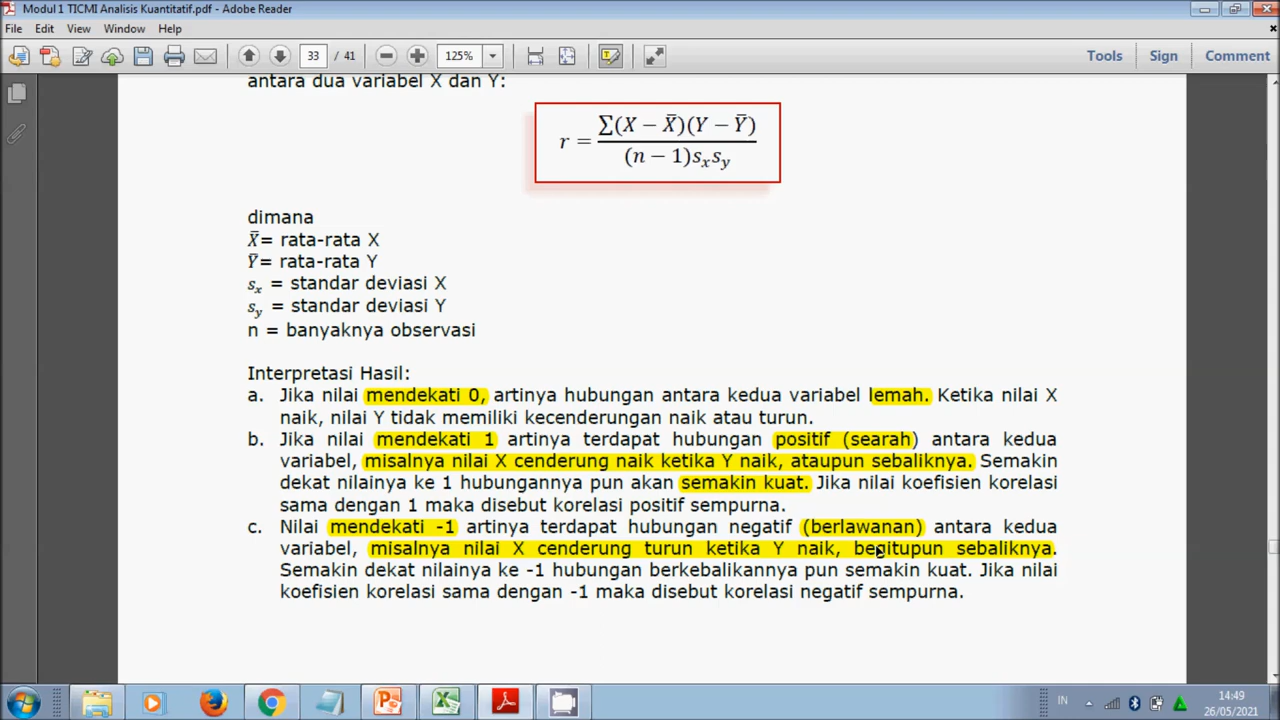 Modul 1 TICMI Analisis Kuantitatif.pdf - Adobe Reader
File Edit View Window Help
33 / 41 125% Tools Sign Comment
antara dua variabel X dan Y:
r = ∑(X − X̄)(Y − Ȳ) / (n − 1)sₓsᵧ
dimana
X̄= rata-rata X
Ȳ= rata-rata Y
sₓ = standar deviasi X
sᵧ = standar deviasi Y
n = banyaknya observasi
Interpretasi Hasil:
a. Jika nilai mendekati 0, artinya hubungan antara kedua variabel lemah. Ketika nilai X
naik, nilai Y tidak memiliki kecenderungan naik atau turun.
b. Jika nilai mendekati 1 artinya terdapat hubungan positif (searah) antara kedua
variabel, misalnya nilai X cenderung naik ketika Y naik, ataupun sebaliknya. Semakin
dekat nilainya ke 1 hubungannya pun akan semakin kuat. Jika nilai koefisien korelasi
sama dengan 1 maka disebut korelasi positif sempurna.
c. Nilai mendekati -1 artinya terdapat hubungan negatif (berlawanan) antara kedua
variabel, misalnya nilai X cenderung turun ketika Y naik, begitupun sebaliknya.
Semakin dekat nilainya ke -1 hubungan berkebalikannya pun semakin kuat. Jika nilai
koefisien korelasi sama dengan -1 maka disebut korelasi negatif sempurna.
IN
14:49
26/05/2021